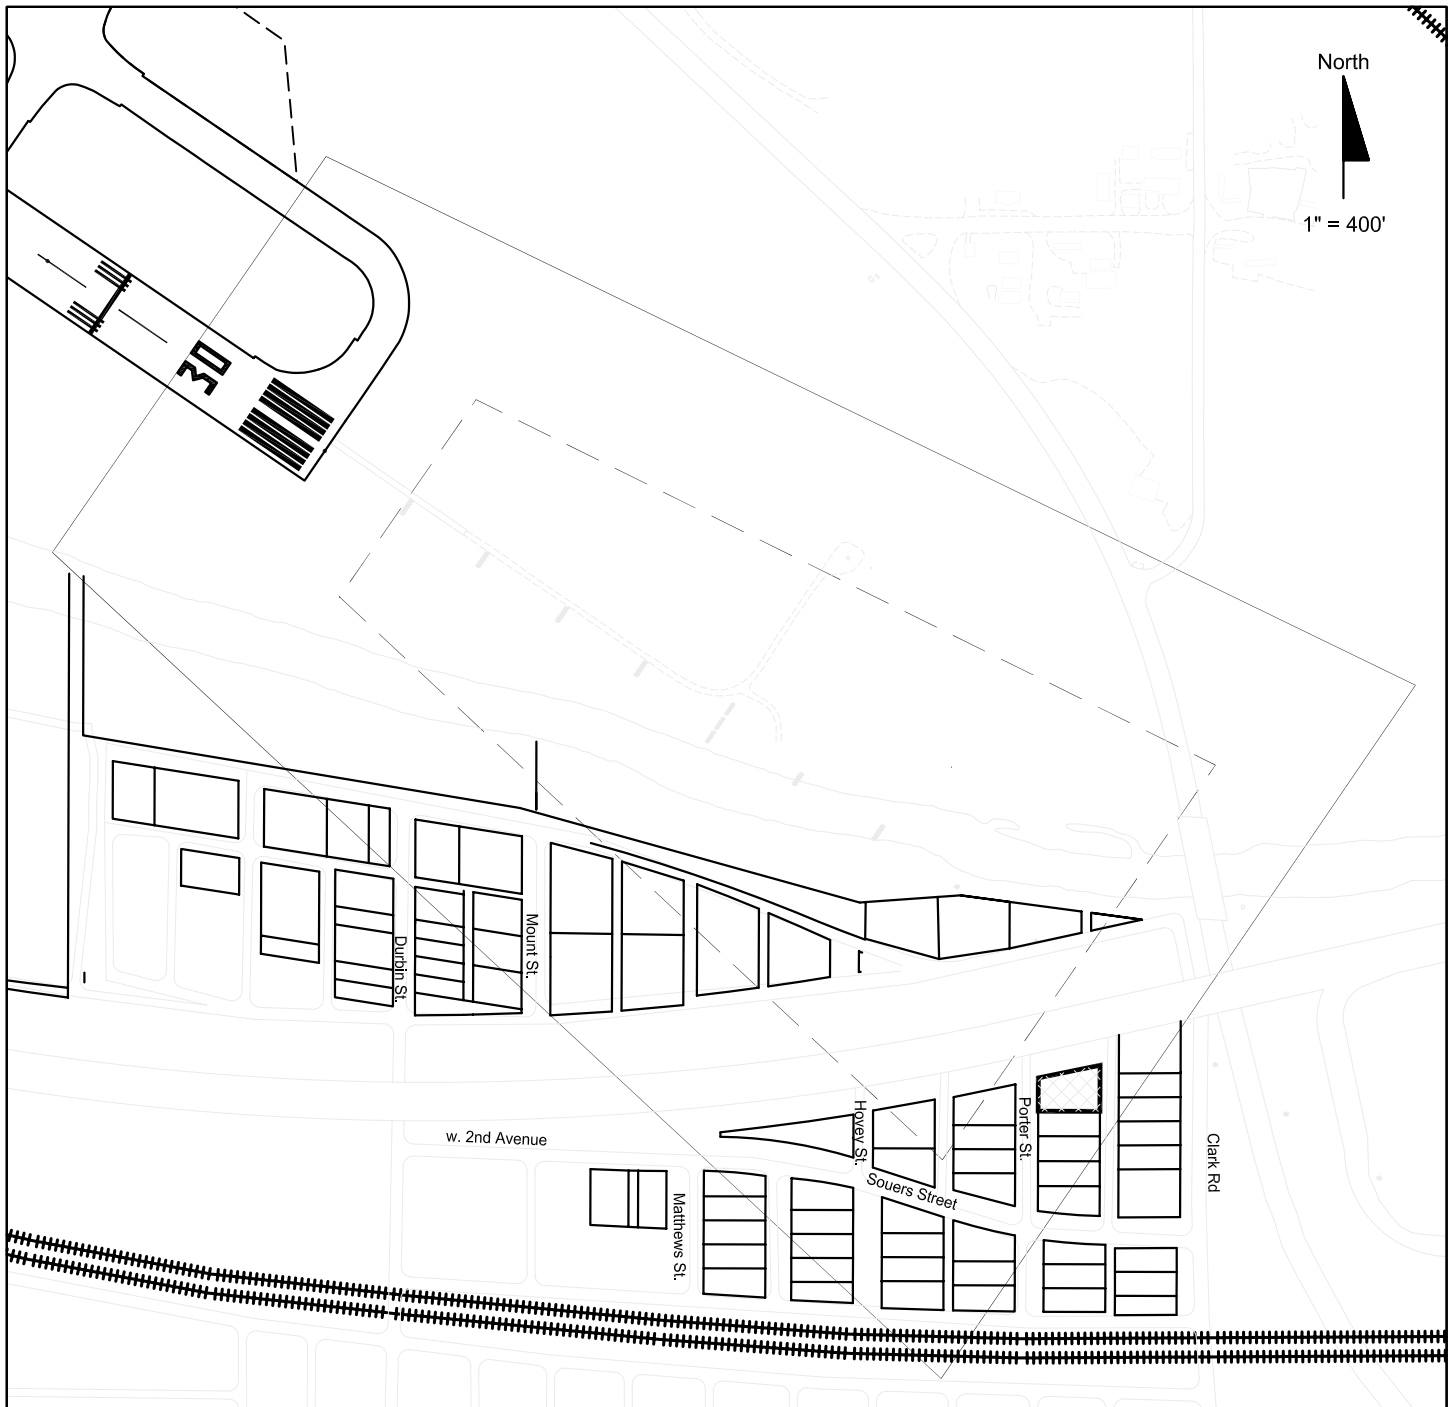 North
1" = 400'
30
Mount St.
Durbin St.
Hovey St.
Porter St.
w. 2nd Avenue
Clark Rd
Souers Street
Matthews St.